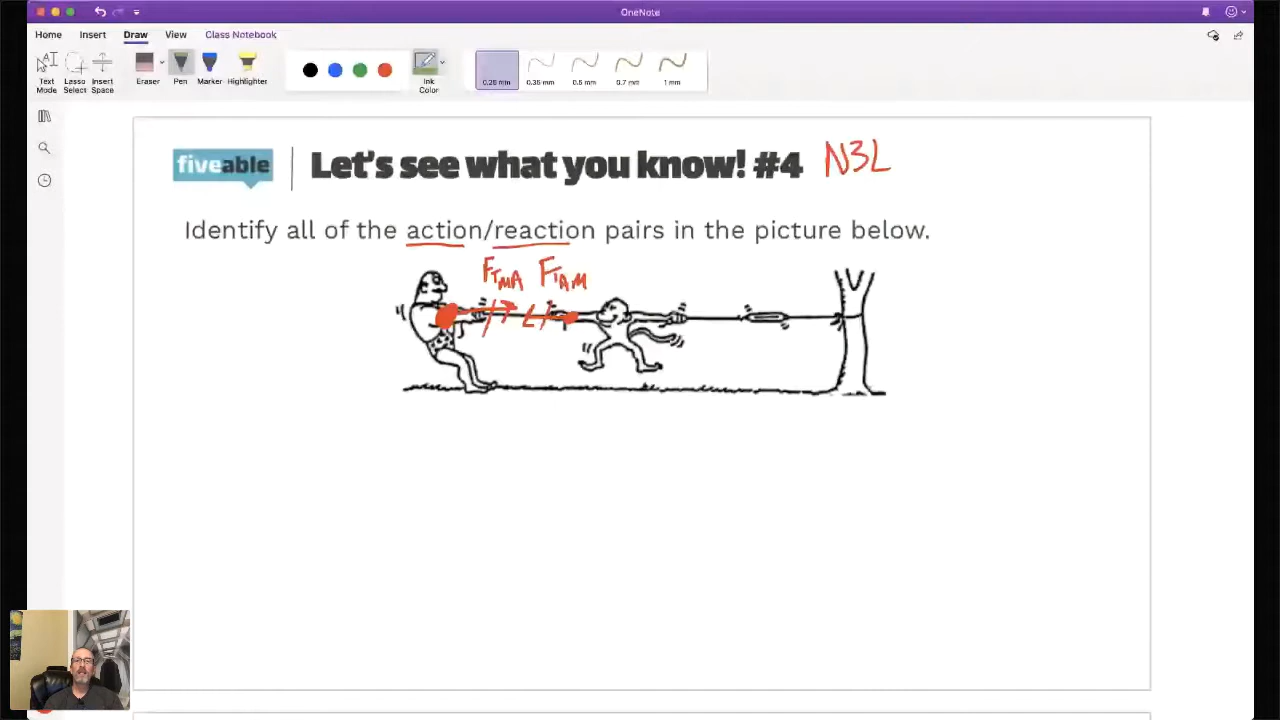 OneNote
Home Insert Draw View Class Notebook
Text Mode
Lasso Select
Insert Space
Eraser
Pen
Marker
Highlighter
Ink Color
0.25 mm
0.35 mm
0.5 mm
0.7 mm
1 mm
fiveable
Let's see what you know! #4 N3L
Identify all of the action/reaction pairs in the picture below.
FTMA FTAM